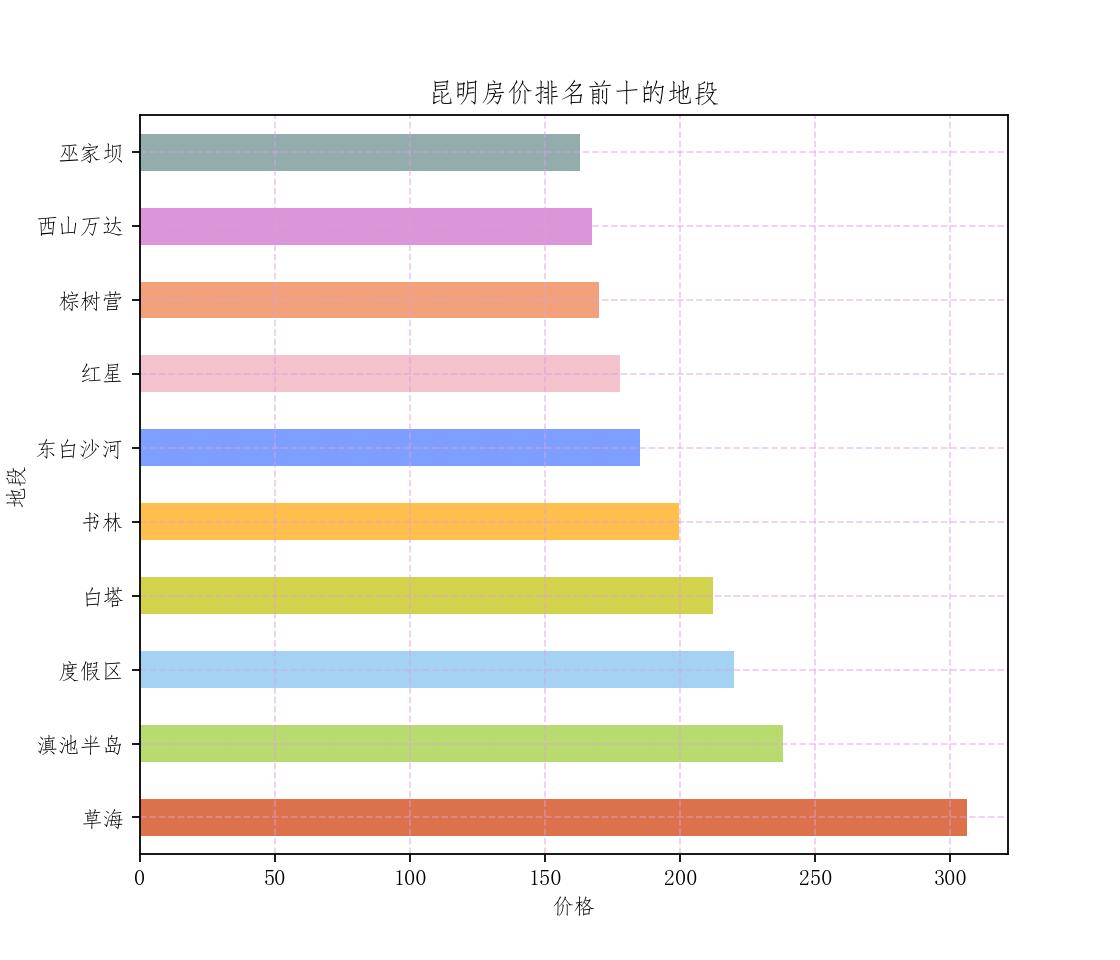 昆明房价排名前十的地段
巫家坝
西山万达
棕树营
红星
东白沙河
书林
白塔
度假区
滇池半岛
草海
地段
0 50 100 150 200 250 300
价格